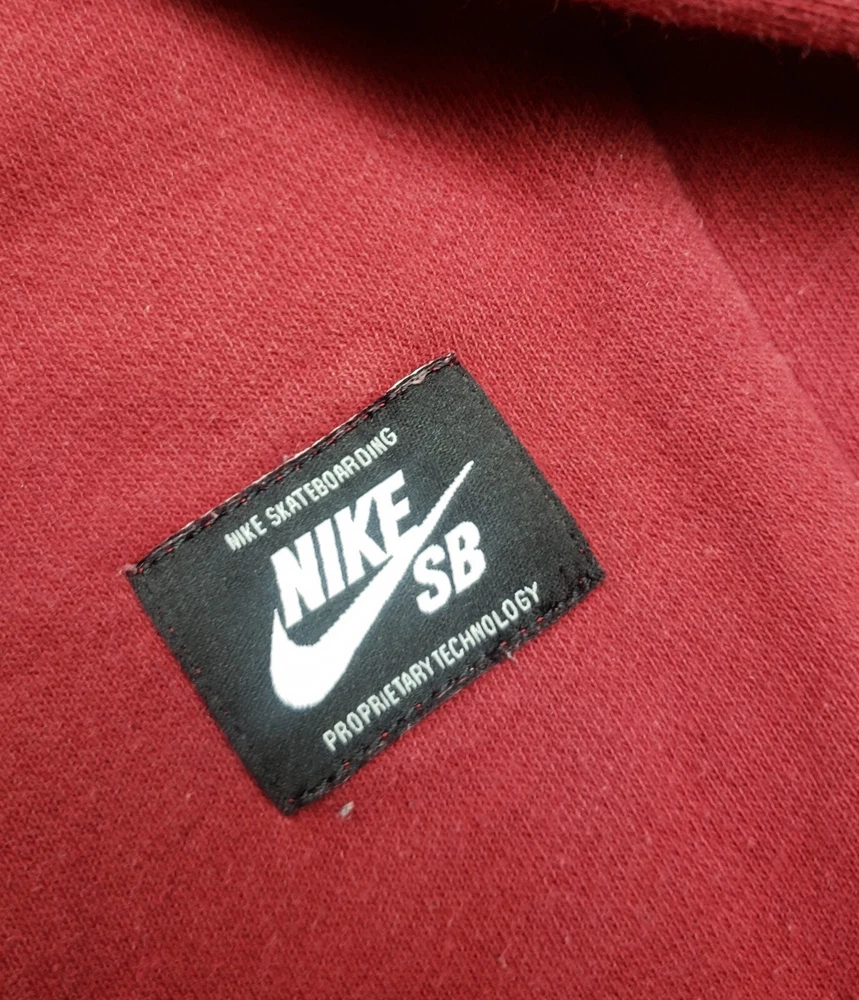 NIKE SKATEBOARDING
NIKE
SB
PROPRIETARY TECHNOLOGY